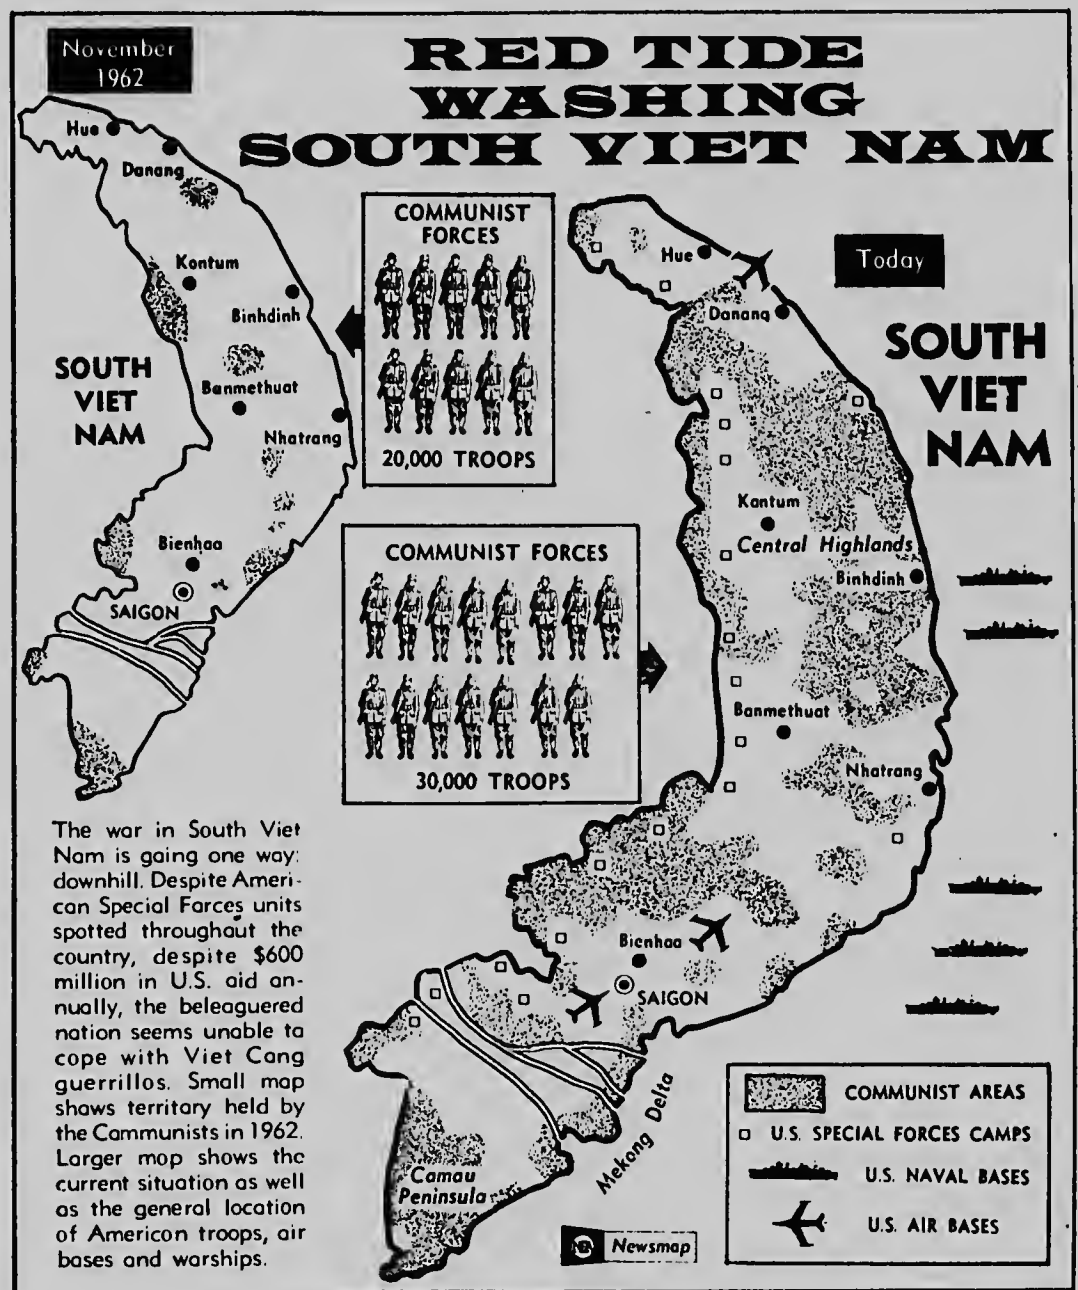 November
1962
RED TIDE
WASHING
SOUTH VIET NAM
Hue
Danang
Kontum
Binhdinh
SOUTH
VIET
NAM
Banmethuat
Nhatrang
Bienhoa
SAIGON
COMMUNIST
FORCES
20,000 TROOPS
COMMUNIST FORCES
30,000 TROOPS
Today
SOUTH
VIET
NAM
Hue
Danang
Kantum
Central Highlands
Binhdinh
Banmethuat
Nhatrang
Bienhoa
SAIGON
Mekong Delta
Camau
Peninsula
The war in South Viet
Nam is going one way:
downhill. Despite Ameri-
can Special Forces units
spotted throughout the
country, despite $600
million in U.S. aid an-
nually, the beleaguered
nation seems unable to
cope with Viet Cong
guerrillos. Small map
shows territory held by
the Communists in 1962.
Larger map shows the
current situation as well
as the general location
of American troops, air
bases and warships.
COMMUNIST AREAS
U.S. SPECIAL FORCES CAMPS
U.S. NAVAL BASES
U.S. AIR BASES
Newsmap